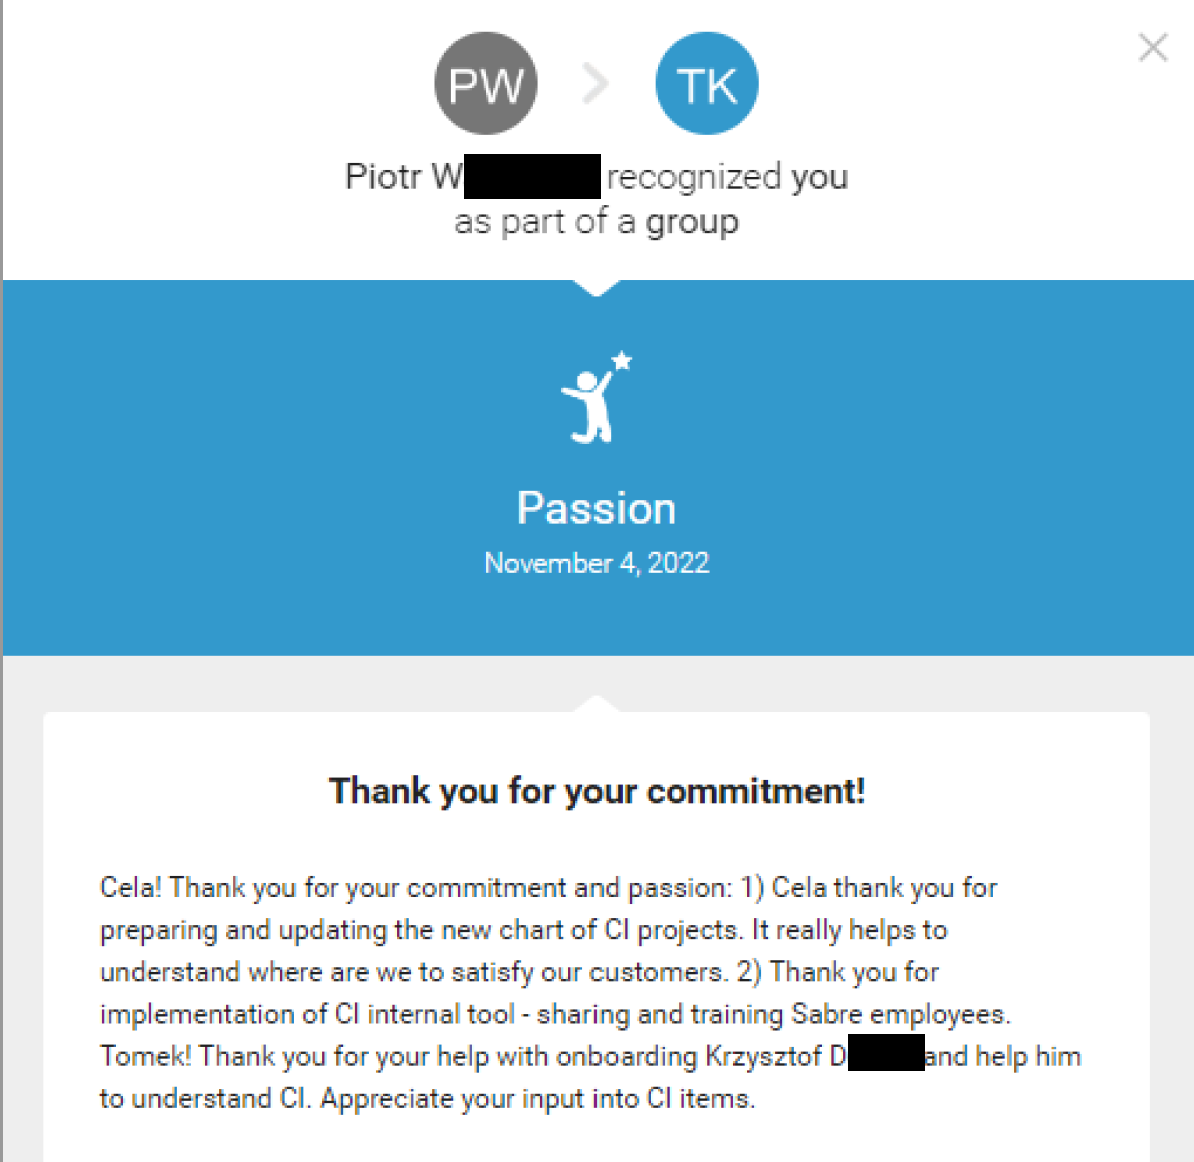 PW > TK
Piotr W recognized you
as part of a group
Passion
November 4, 2022
Thank you for your commitment!
Cela! Thank you for your commitment and passion: 1) Cela thank you for
preparing and updating the new chart of CI projects. It really helps to
understand where are we to satisfy our customers. 2) Thank you for
implementation of CI internal tool - sharing and training Sabre employees.
Tomek! Thank you for your help with onboarding Krzysztof D and help him
to understand CI. Appreciate your input into CI items.